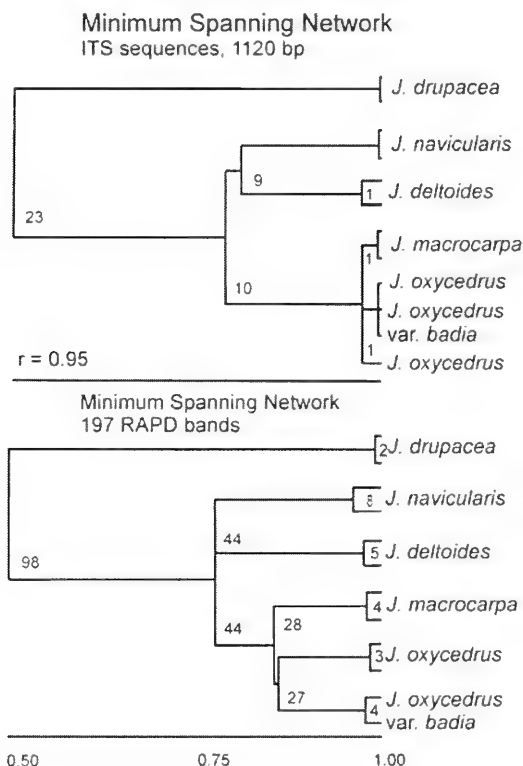 Minimum Spanning Network
ITS sequences, 1120 bp
J. drupacea
J. navicularis
9
1 J. deltoides
23
J. macrocarpa
1
J. oxycedrus
10
J. oxycedrus
var. badia
1
r = 0.95
J. oxycedrus
Minimum Spanning Network
197 RAPD bands
2 J. drupacea
8 J. navicularis
44
5 J. deltoides
98
4 J. macrocarpa
44
28
3 J. oxycedrus
27
4 J. oxycedrus
var. badia
0.50 0.75 1.00